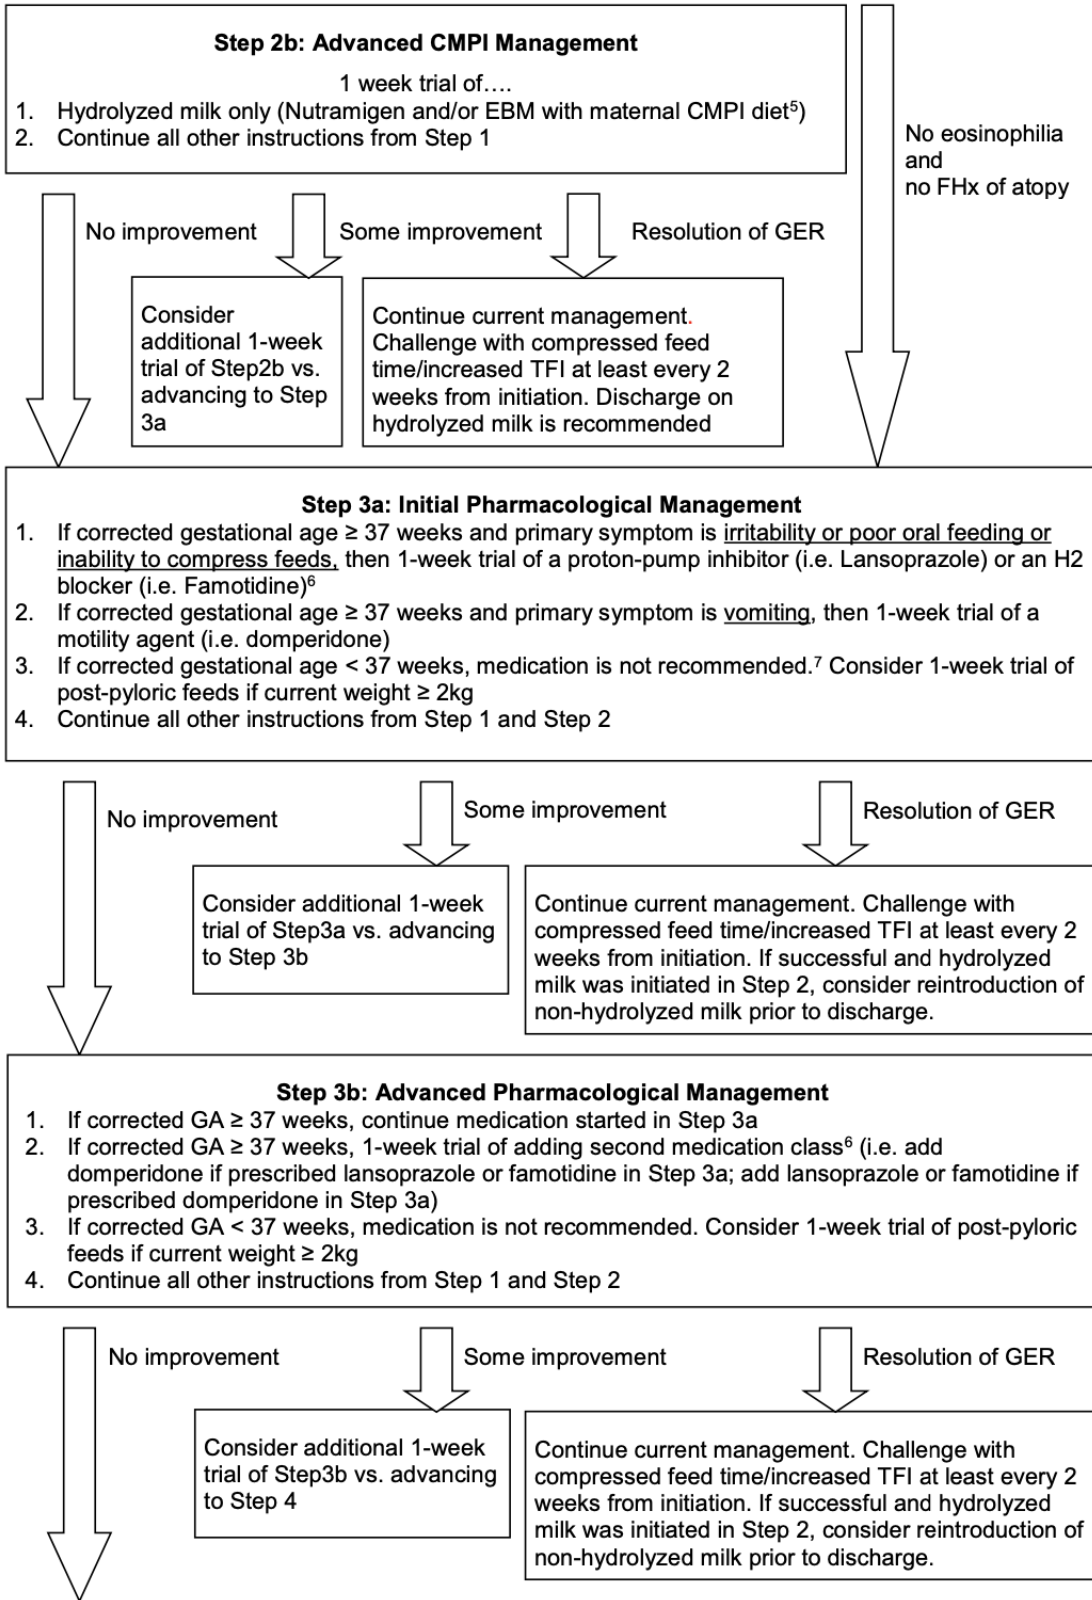 Step 2b: Advanced CMPI Management
1 week trial of….
1. Hydrolyzed milk only (Nutramigen and/or EBM with maternal CMPI diet⁵)
2. Continue all other instructions from Step 1
No eosinophilia
and
no FHx of atopy
No improvement
Some improvement
Resolution of GER
Consider
additional 1-week
trial of Step2b vs.
advancing to Step
3a
Continue current management.
Challenge with compressed feed
time/increased TFI at least every 2
weeks from initiation. Discharge on
hydrolyzed milk is recommended
Step 3a: Initial Pharmacological Management
1. If corrected gestational age ≥ 37 weeks and primary symptom is irritability or poor oral feeding or
inability to compress feeds, then 1-week trial of a proton-pump inhibitor (i.e. Lansoprazole) or an H2
blocker (i.e. Famotidine)⁶
2. If corrected gestational age ≥ 37 weeks and primary symptom is vomiting, then 1-week trial of a
motility agent (i.e. domperidone)
3. If corrected gestational age < 37 weeks, medication is not recommended.⁷ Consider 1-week trial of
post-pyloric feeds if current weight ≥ 2kg
4. Continue all other instructions from Step 1 and Step 2
No improvement
Some improvement
Resolution of GER
Consider additional 1-week
trial of Step3a vs. advancing
to Step 3b
Continue current management. Challenge with
compressed feed time/increased TFI at least every 2
weeks from initiation. If successful and hydrolyzed
milk was initiated in Step 2, consider reintroduction of
non-hydrolyzed milk prior to discharge.
Step 3b: Advanced Pharmacological Management
1. If corrected GA ≥ 37 weeks, continue medication started in Step 3a
2. If corrected GA ≥ 37 weeks, 1-week trial of adding second medication class⁶ (i.e. add
domperidone if prescribed lansoprazole or famotidine in Step 3a; add lansoprazole or famotidine if
prescribed domperidone in Step 3a)
3. If corrected GA < 37 weeks, medication is not recommended. Consider 1-week trial of post-pyloric
feeds if current weight ≥ 2kg
4. Continue all other instructions from Step 1 and Step 2
No improvement
Some improvement
Resolution of GER
Consider additional 1-week
trial of Step3b vs. advancing
to Step 4
Continue current management. Challenge with
compressed feed time/increased TFI at least every 2
weeks from initiation. If successful and hydrolyzed
milk was initiated in Step 2, consider reintroduction of
non-hydrolyzed milk prior to discharge.